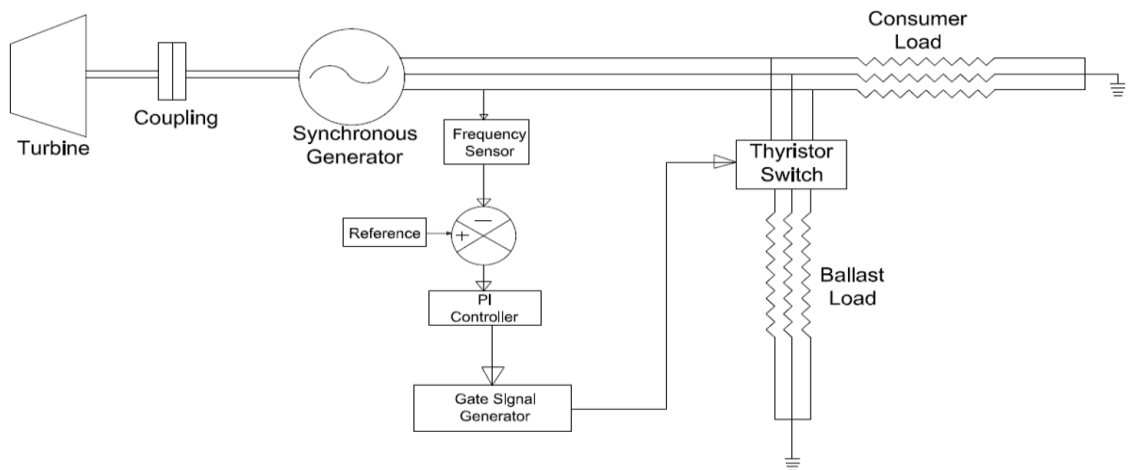 Consumer
Load
Turbine
Coupling
Synchronous
Generator
Frequency
Sensor
Thyristor
Switch
Reference
+
−
PI
Controller
Ballast
Load
Gate Signal
Generator